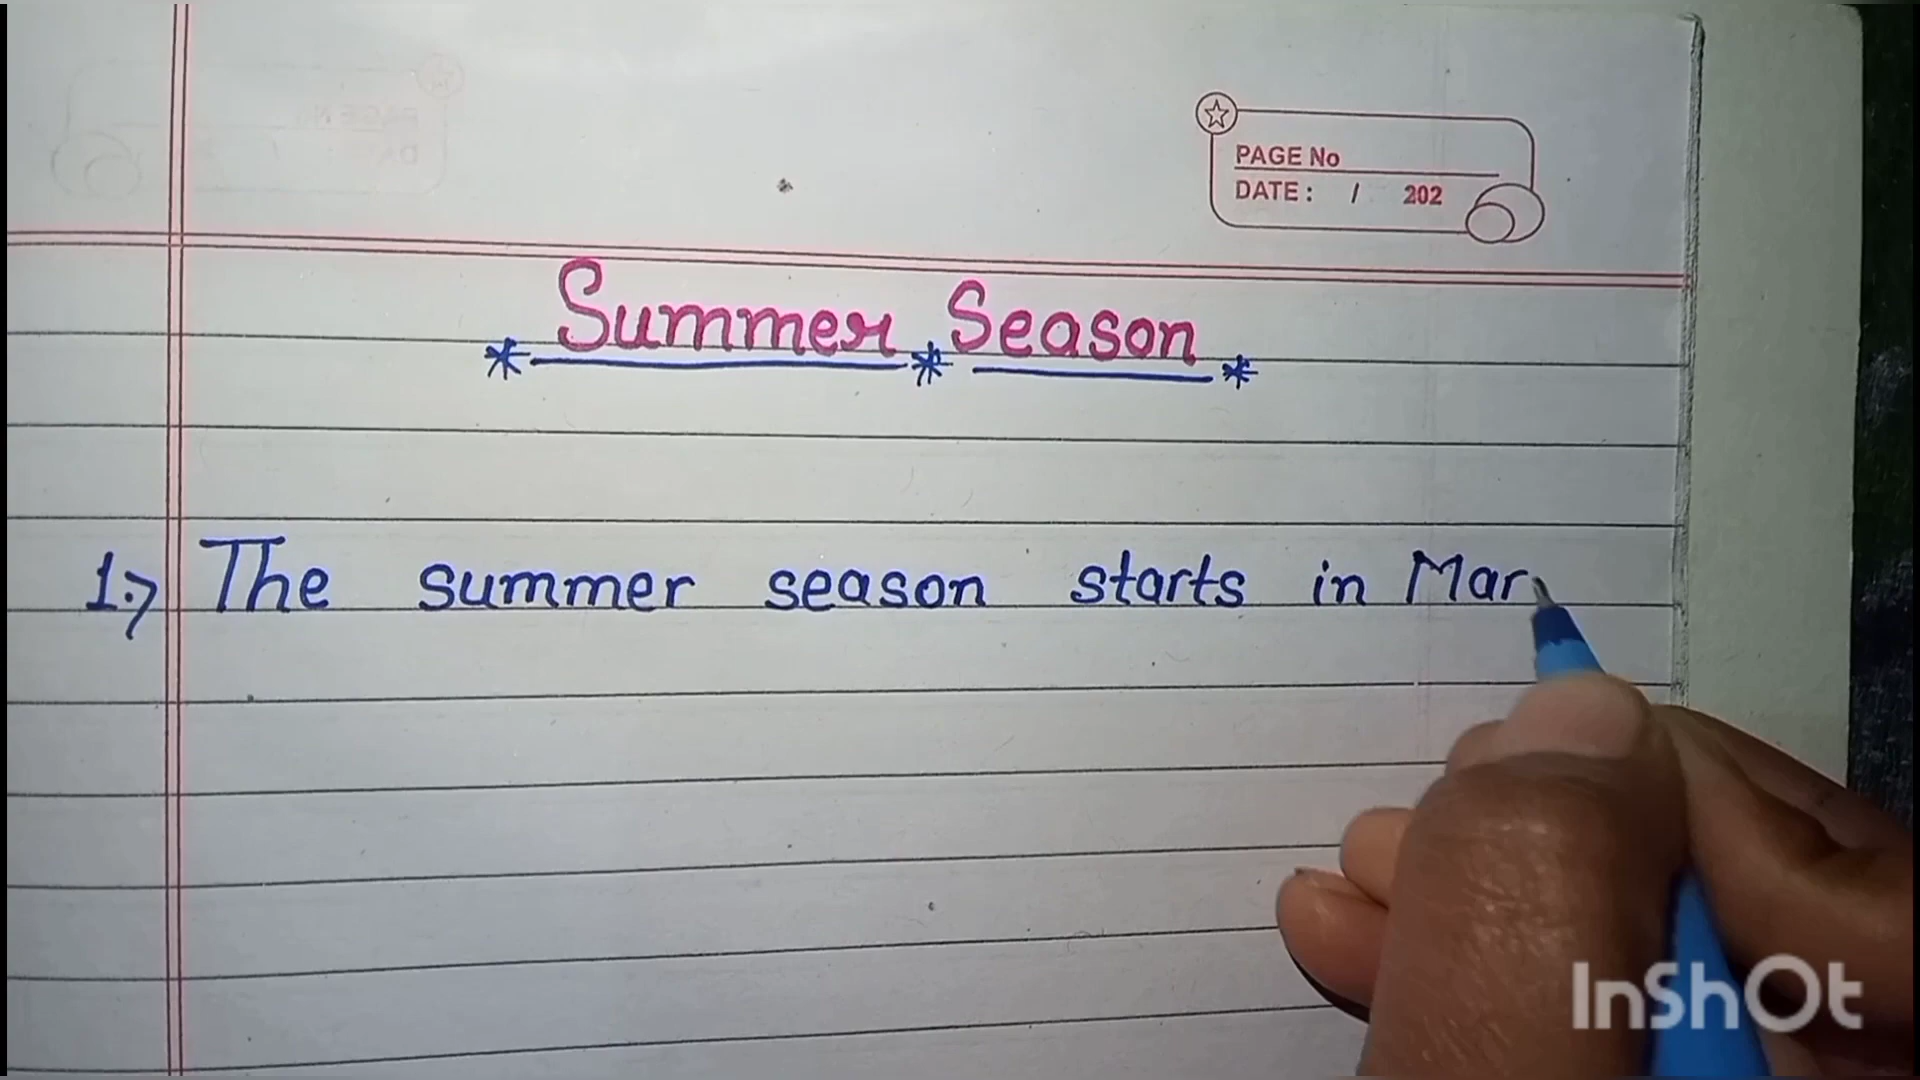 PAGE No
DATE : / 202
Summer Season
1.) The summer season starts in Mar
InShOt